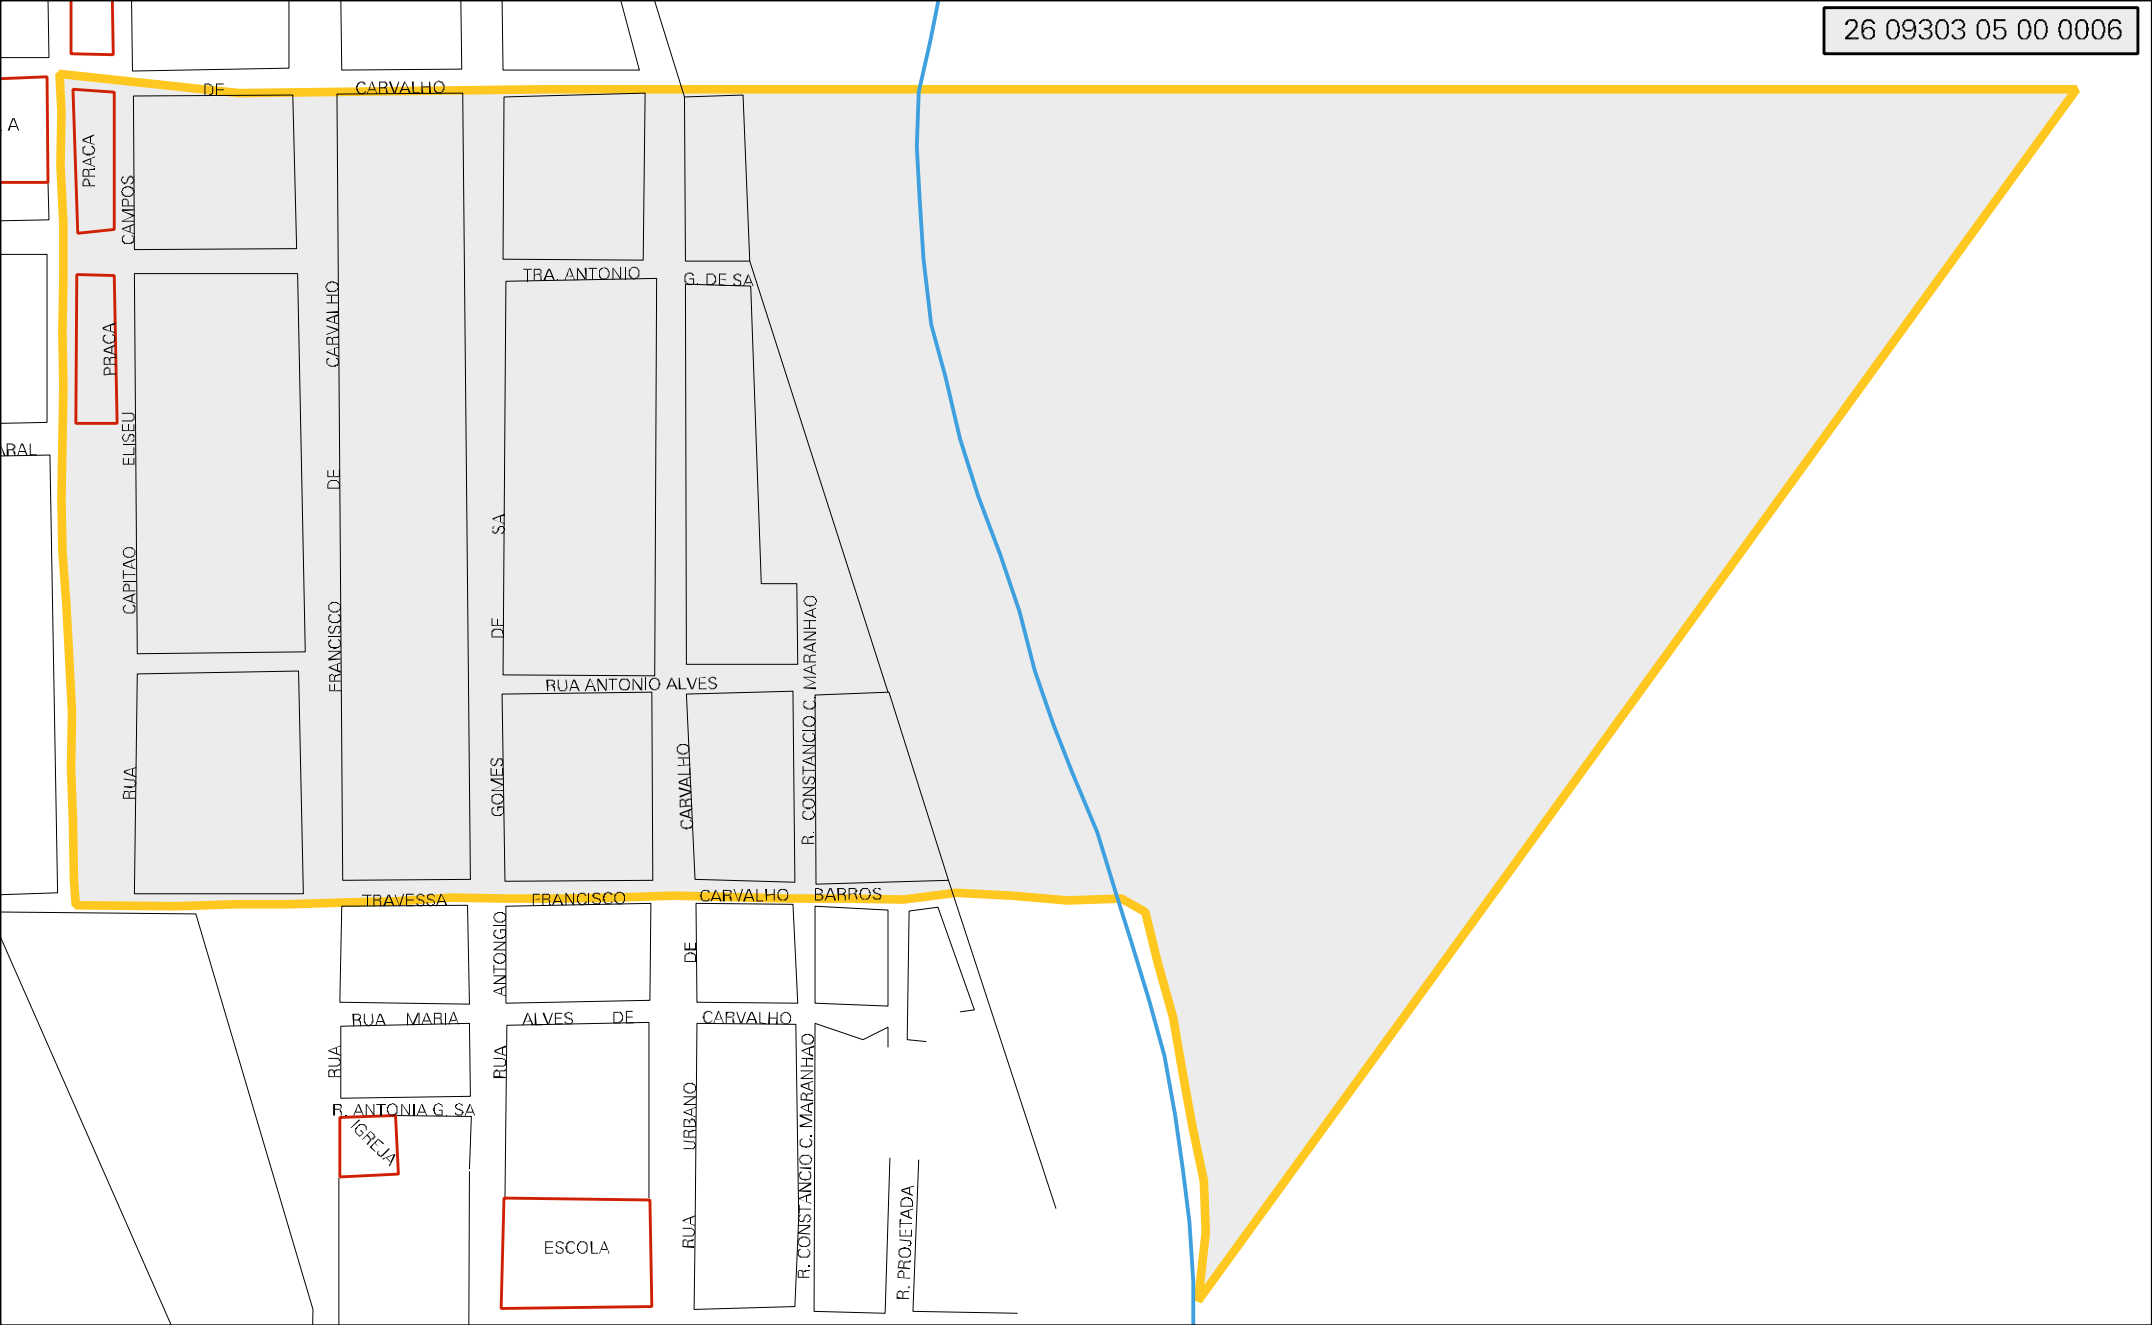 26 09303 05 00 0006
DE CARVALHO
A
PRACA
CAMPOS
TRA. ANTONIO G. DE SA
PRACA
RUA CAPITAO ELISEU
FRANCISCO DE CARVALHO
GOMES DE SA
RUA ANTONIO ALVES
CARVALHO
R. CONSTANCIO C. MARANHAO
TRAVESSA FRANCISCO CARVALHO BARROS
ANTONGIO
DE
RUA MARIA ALVES DE CARVALHO
RUA
RUA
R. ANTONIA G. SA
IGREJA
RUA URBANO
R. CONSTANCIO C. MARANHAO
R. PROJETADA
ESCOLA